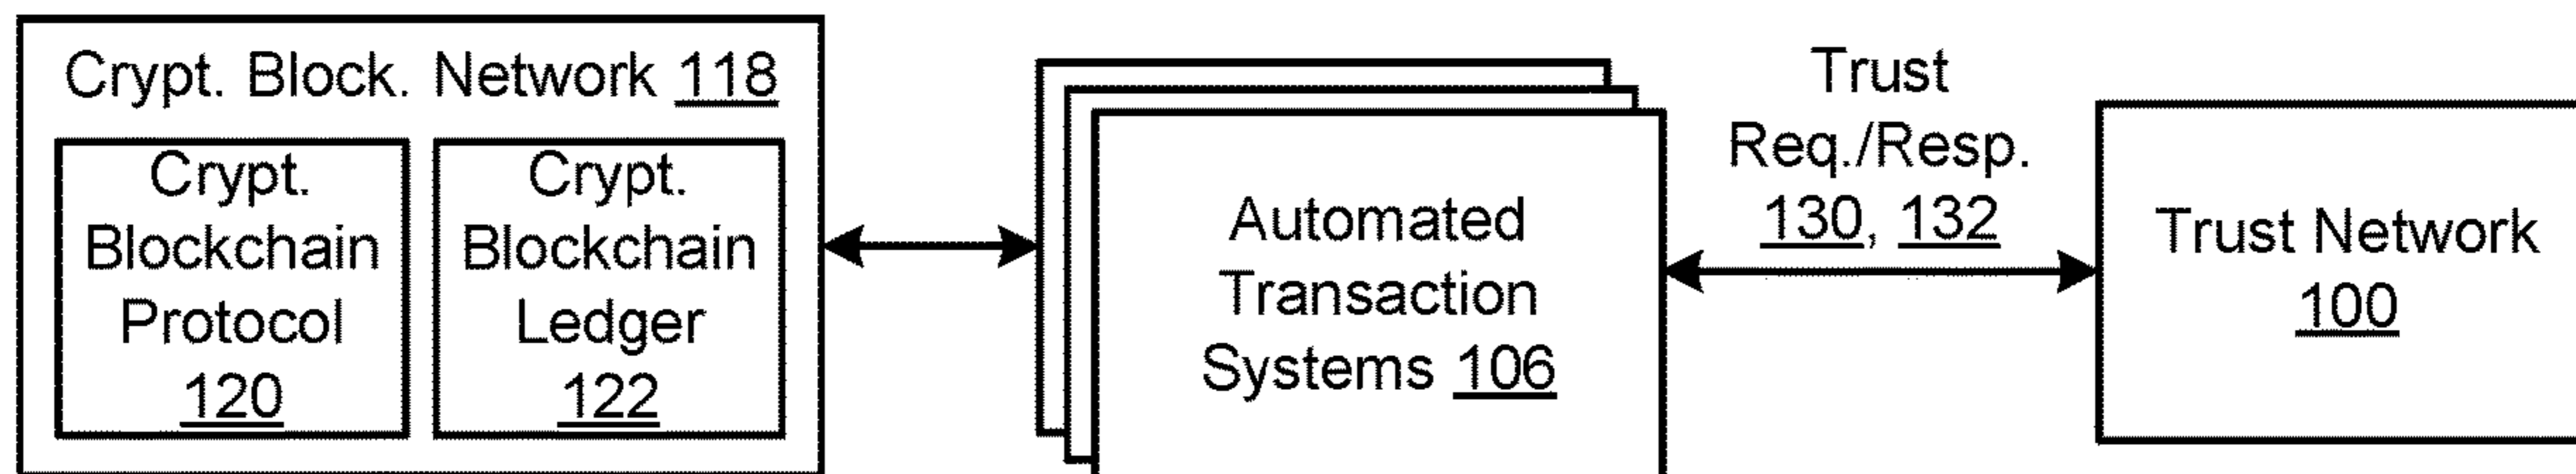 Crypt. Block. Network 118
Crypt.
Blockchain
Protocol
120
Crypt.
Blockchain
Ledger
122
Automated
Transaction
Systems 106
Trust
Req./Resp.
130, 132
Trust Network
100